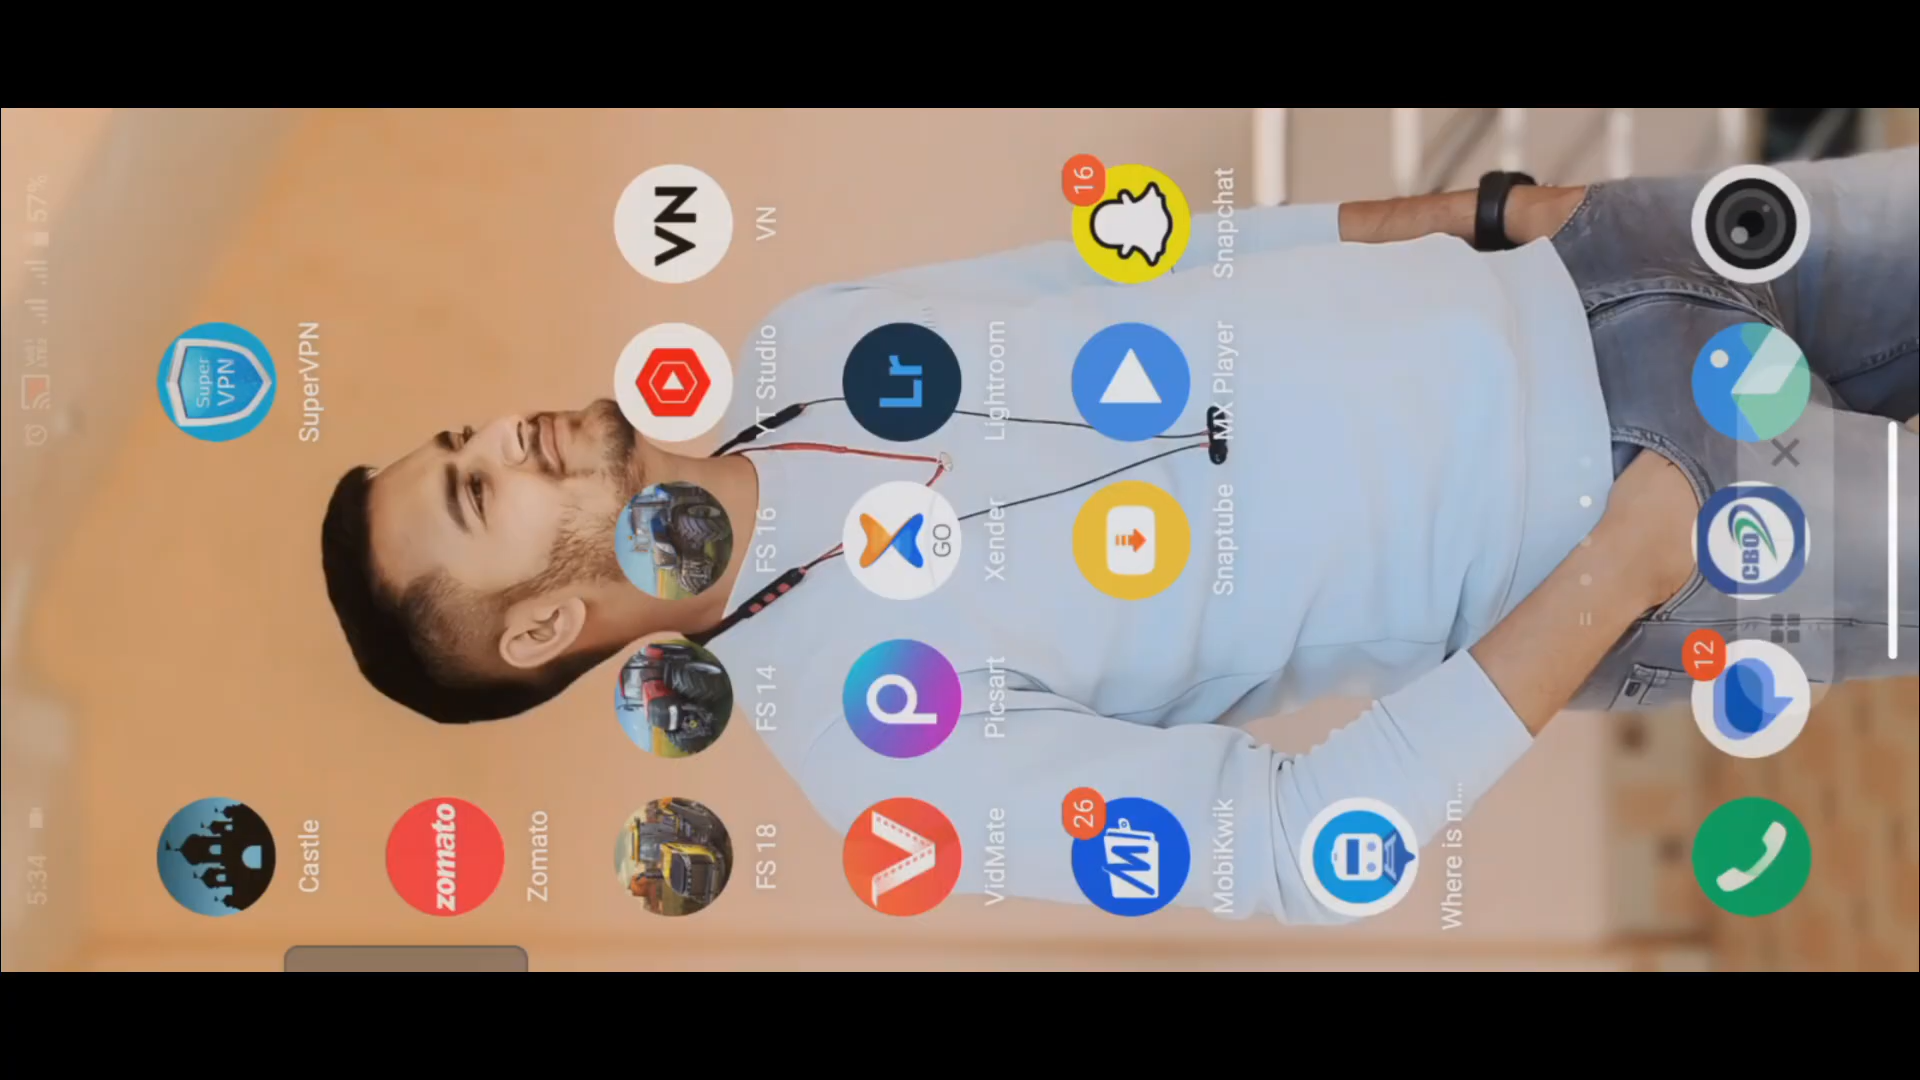 5:34 57%
Super
VPN
Castle SuperVPN
zomato
Zomato
VN
FS 18 FS 14 FS 16 YT Studio VN
GO Lr
VidMate Picsart Xender Lightroom
26 16
MobiKwik Snaptube MX Player Snapchat
Where is m...
12
CBO